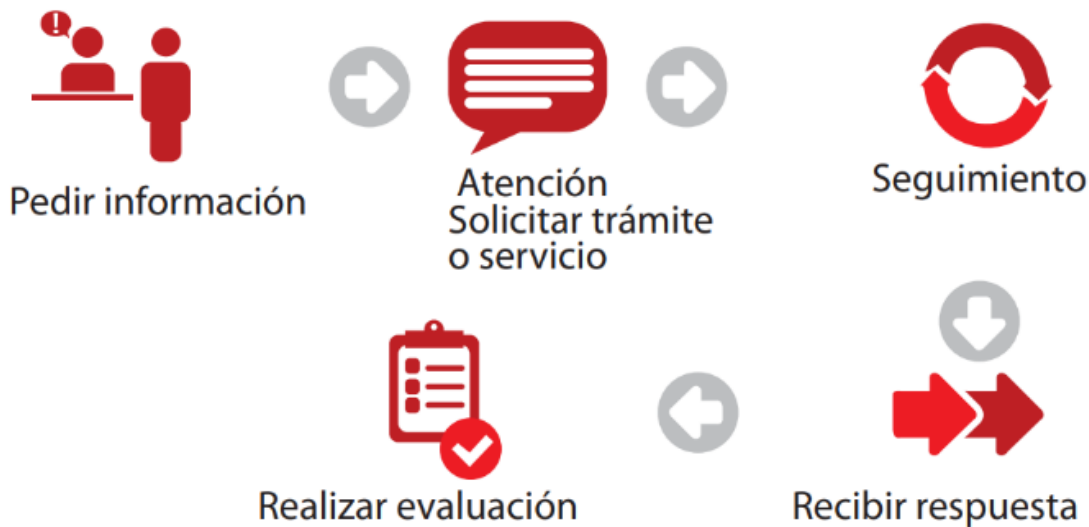 Pedir información
Atención
Solicitar trámite
o servicio
Seguimiento
Recibir respuesta
Realizar evaluación